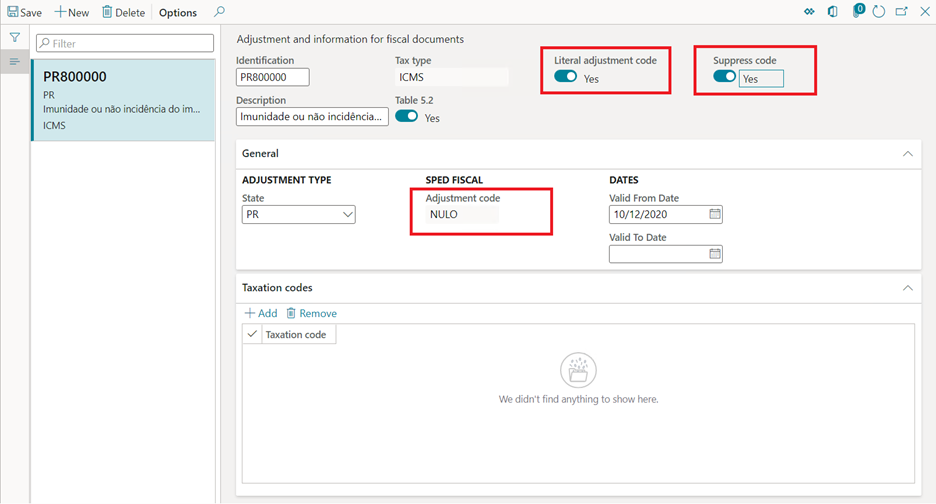 Save New Delete Options
0
Filter
PR800000
PR
Imunidade ou não incidência do im...
ICMS
Adjustment and information for fiscal documents
Identification
PR800000
Tax type
ICMS
Literal adjustment code
Yes
Suppress code
Yes
Description
Imunidade ou não incidência...
Table 5.2
Yes
General
ADJUSTMENT TYPE
State
PR
SPED FISCAL
Adjustment code
NULO
DATES
Valid From Date
10/12/2020
Valid To Date
Taxation codes
Add Remove
Taxation code
We didn't find anything to show here.